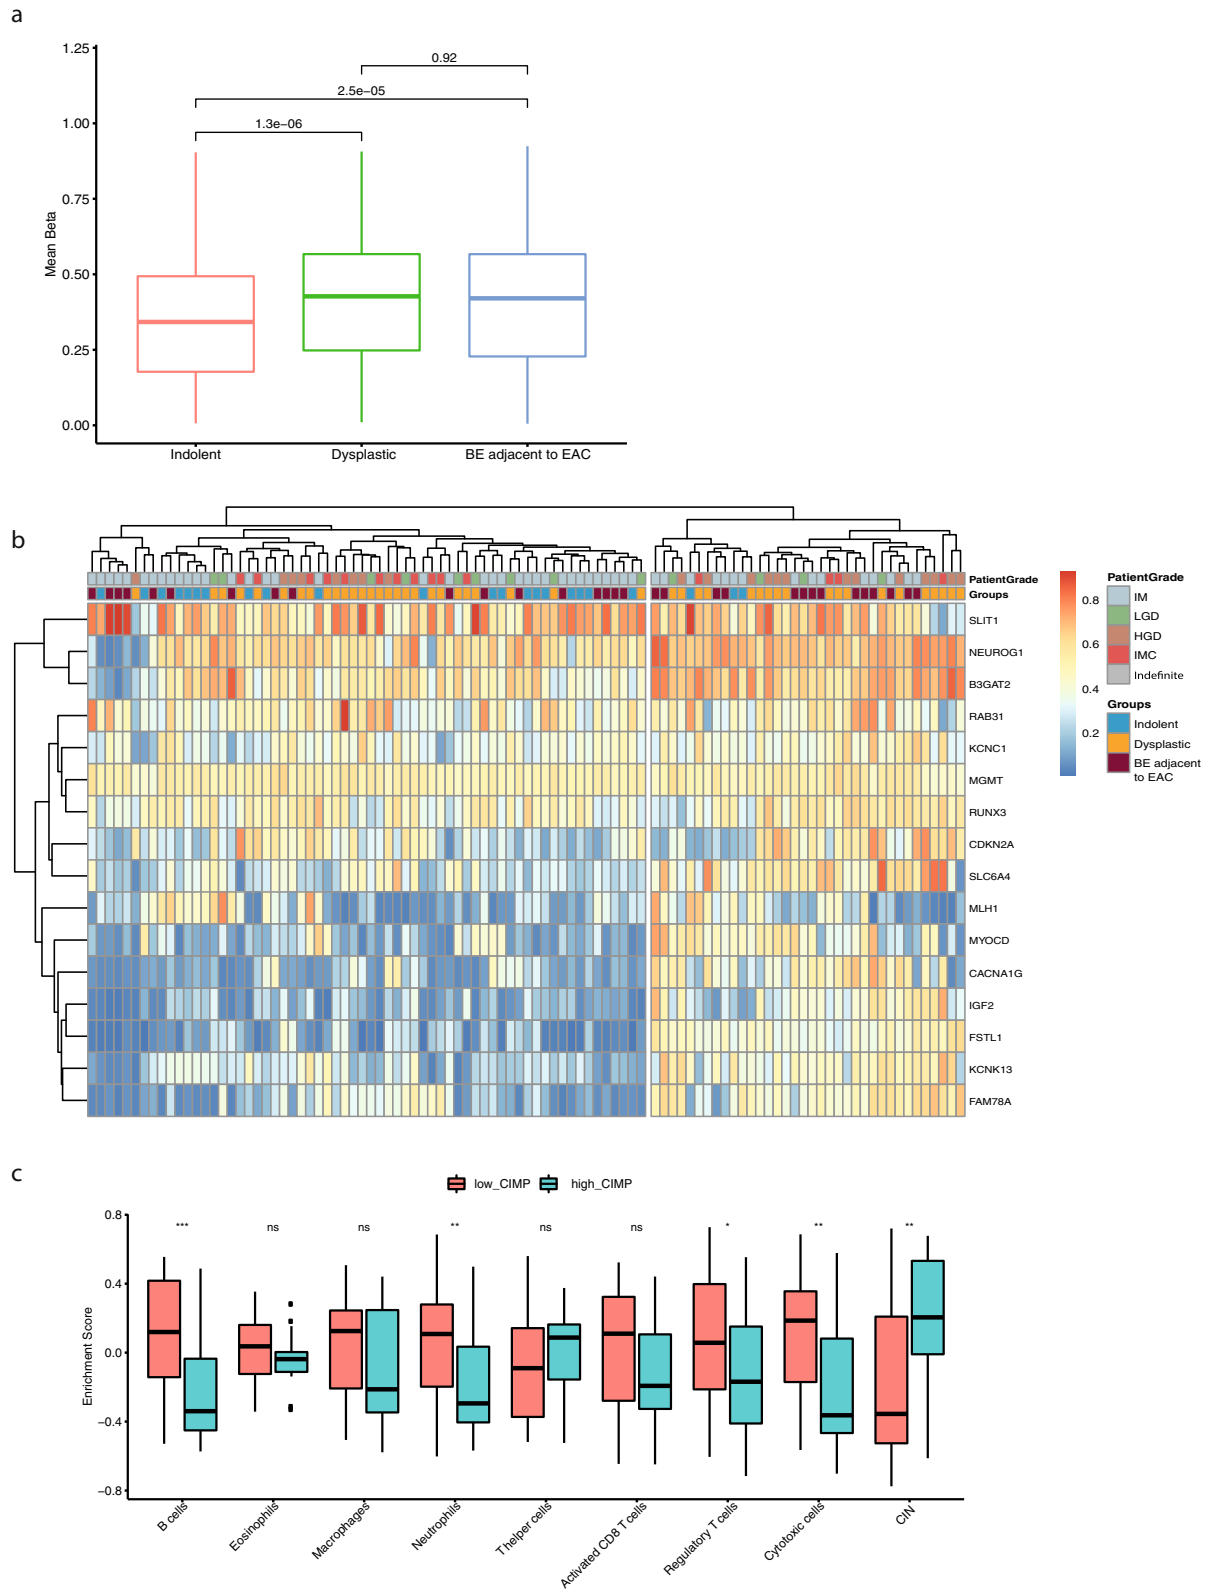 a
1.25
1.00
0.75
0.50
0.25
0.00
Mean Beta
0.92
2.5e−05
1.3e−06
Indolent
Dysplastic
BE adjacent to EAC
b
PatientGrade
Groups
SLIT1
NEUROG1
B3GAT2
RAB31
KCNC1
MGMT
RUNX3
CDKN2A
SLC6A4
MLH1
MYOCD
CACNA1G
IGF2
FSTL1
KCNK13
FAM78A
0.8
0.6
0.4
0.2
PatientGrade
IM
LGD
HGD
IMC
Indefinite
Groups
Indolent
Dysplastic
BE adjacent
to EAC
c
low_CIMP
high_CIMP
0.8
0.4
0.0
−0.4
−0.8
Enrichment Score
***
ns
ns
**
ns
ns
*
**
**
B cells
Eosinophils
Macrophages
Neutrophils
T helper cells
Activated CD8 T cells
Regulatory T cells
Cytotoxic cells
CIN